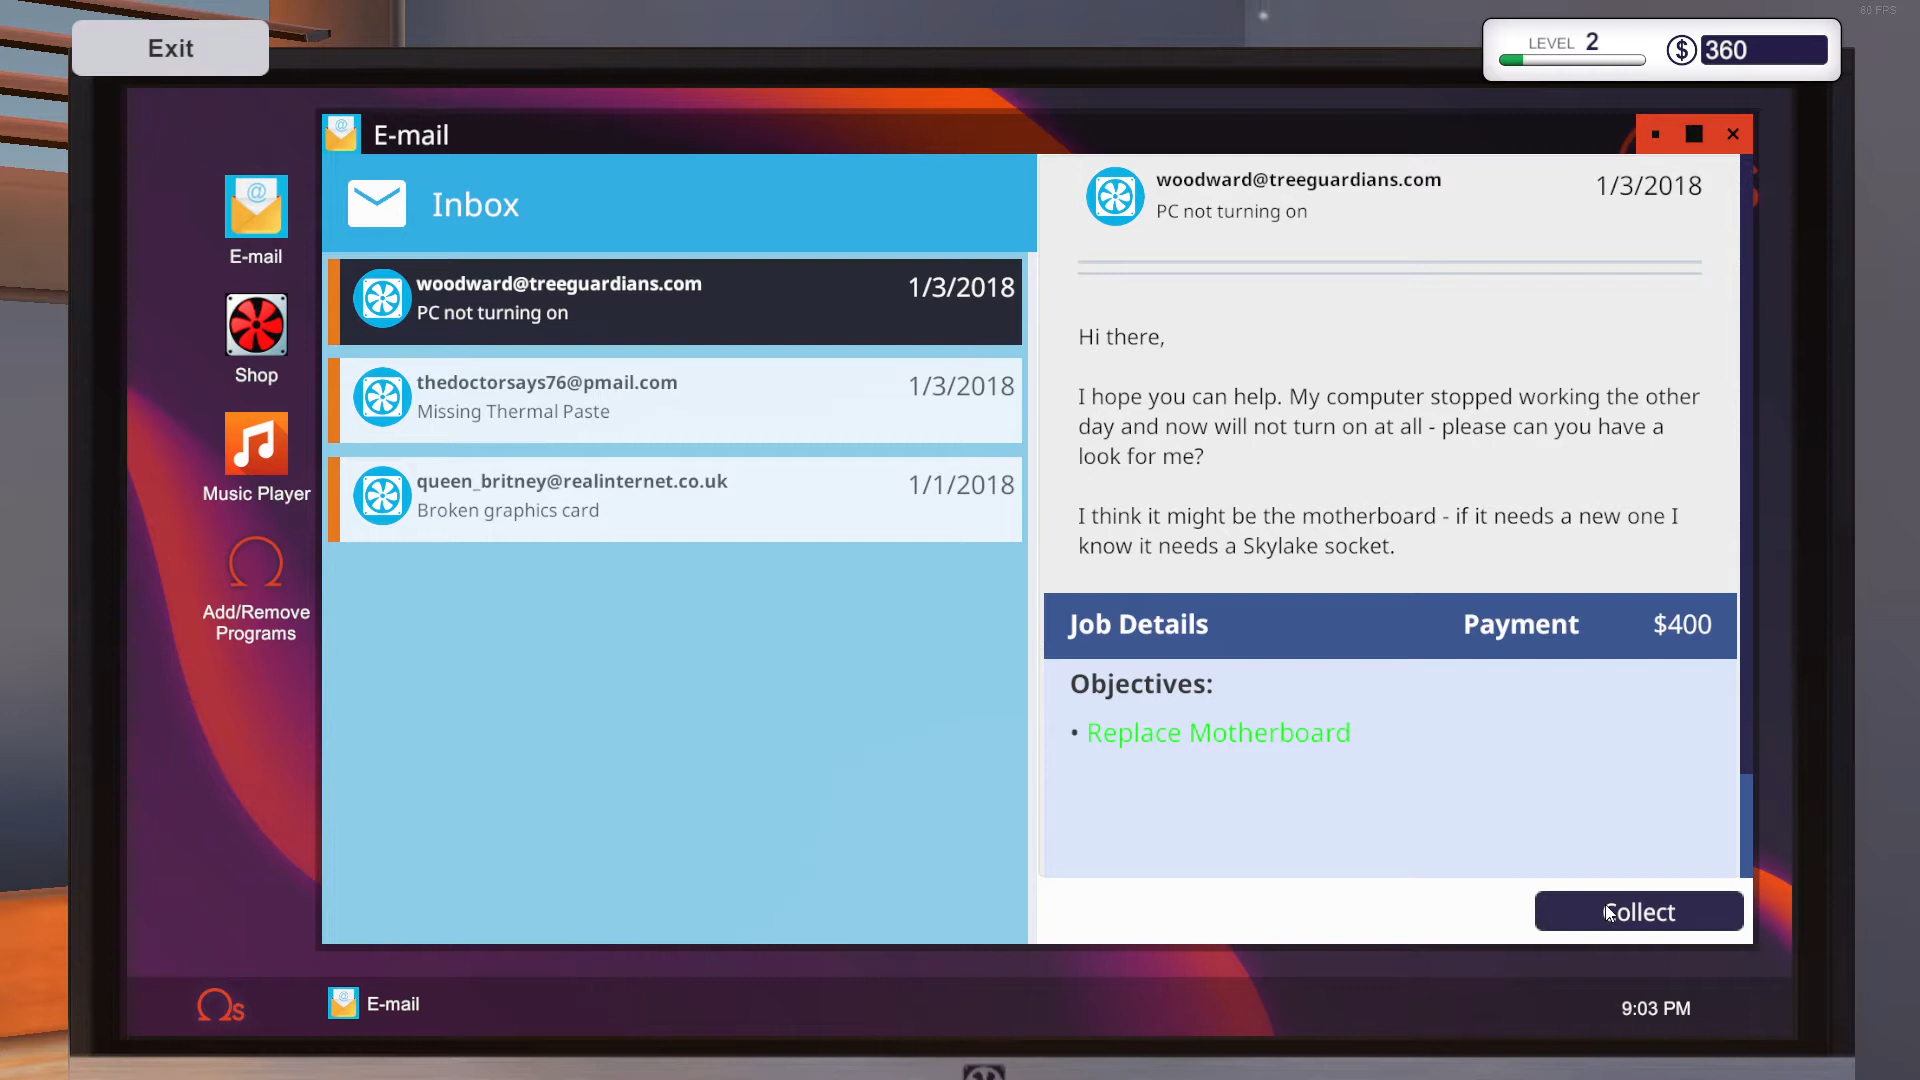 60 FPS
Exit
LEVEL 2
$ 360
E-mail
Inbox
woodward@treeguardians.com
1/3/2018
PC not turning on
thedoctorsays76@pmail.com
1/3/2018
Missing Thermal Paste
queen_britney@realinternet.co.uk
1/1/2018
Broken graphics card
woodward@treeguardians.com
1/3/2018
PC not turning on
Hi there,
I hope you can help. My computer stopped working the other
day and now will not turn on at all - please can you have a
look for me?
I think it might be the motherboard - if it needs a new one I
know it needs a Skylake socket.
Job Details
Payment
$400
Objectives:
• Replace Motherboard
Collect
E-mail
Shop
Music Player
Add/Remove
Programs
Ωs
E-mail
9:03 PM